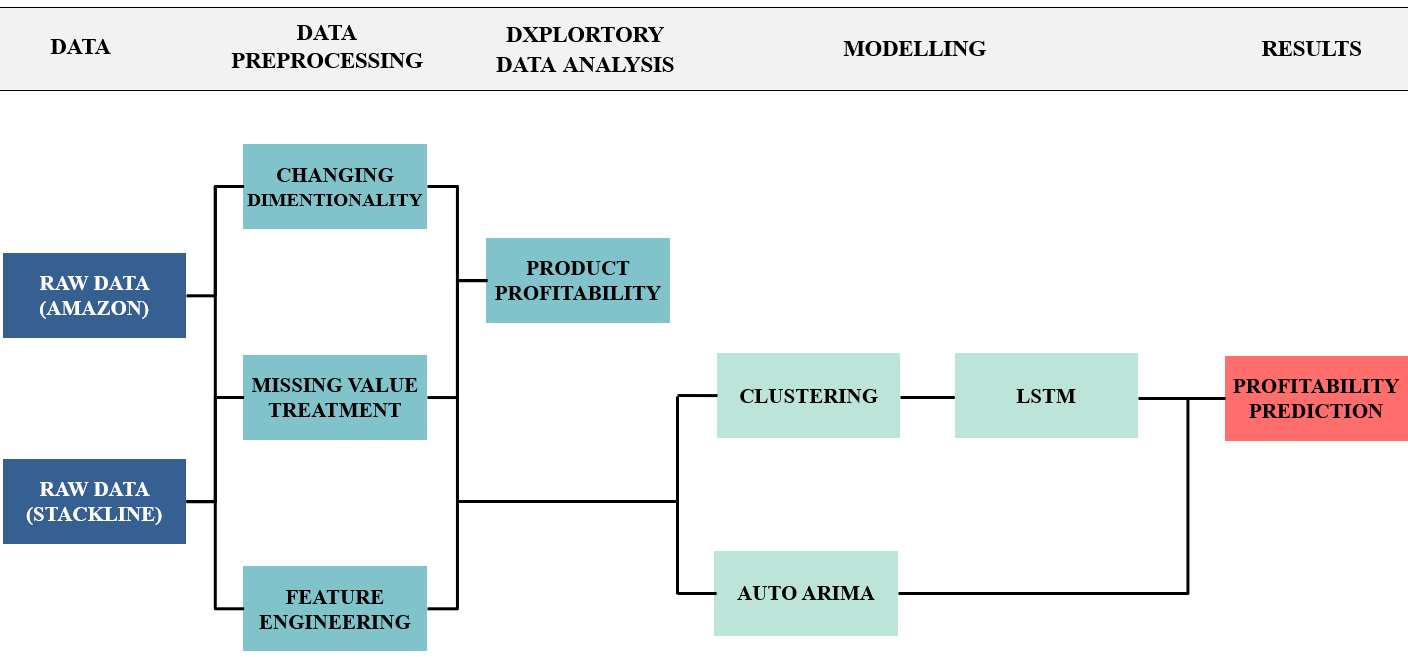 DATA
DATA
PREPROCESSING
DXPLORTORY
DATA ANALYSIS
MODELLING
RESULTS
CHANGING
DIMENTIONALITY
RAW DATA
(AMAZON)
PRODUCT
PROFITABILITY
MISSING VALUE
TREATMENT
CLUSTERING
LSTM
PROFITABILITY
PREDICTION
RAW DATA
(STACKLINE)
FEATURE
ENGINEERING
AUTO ARIMA